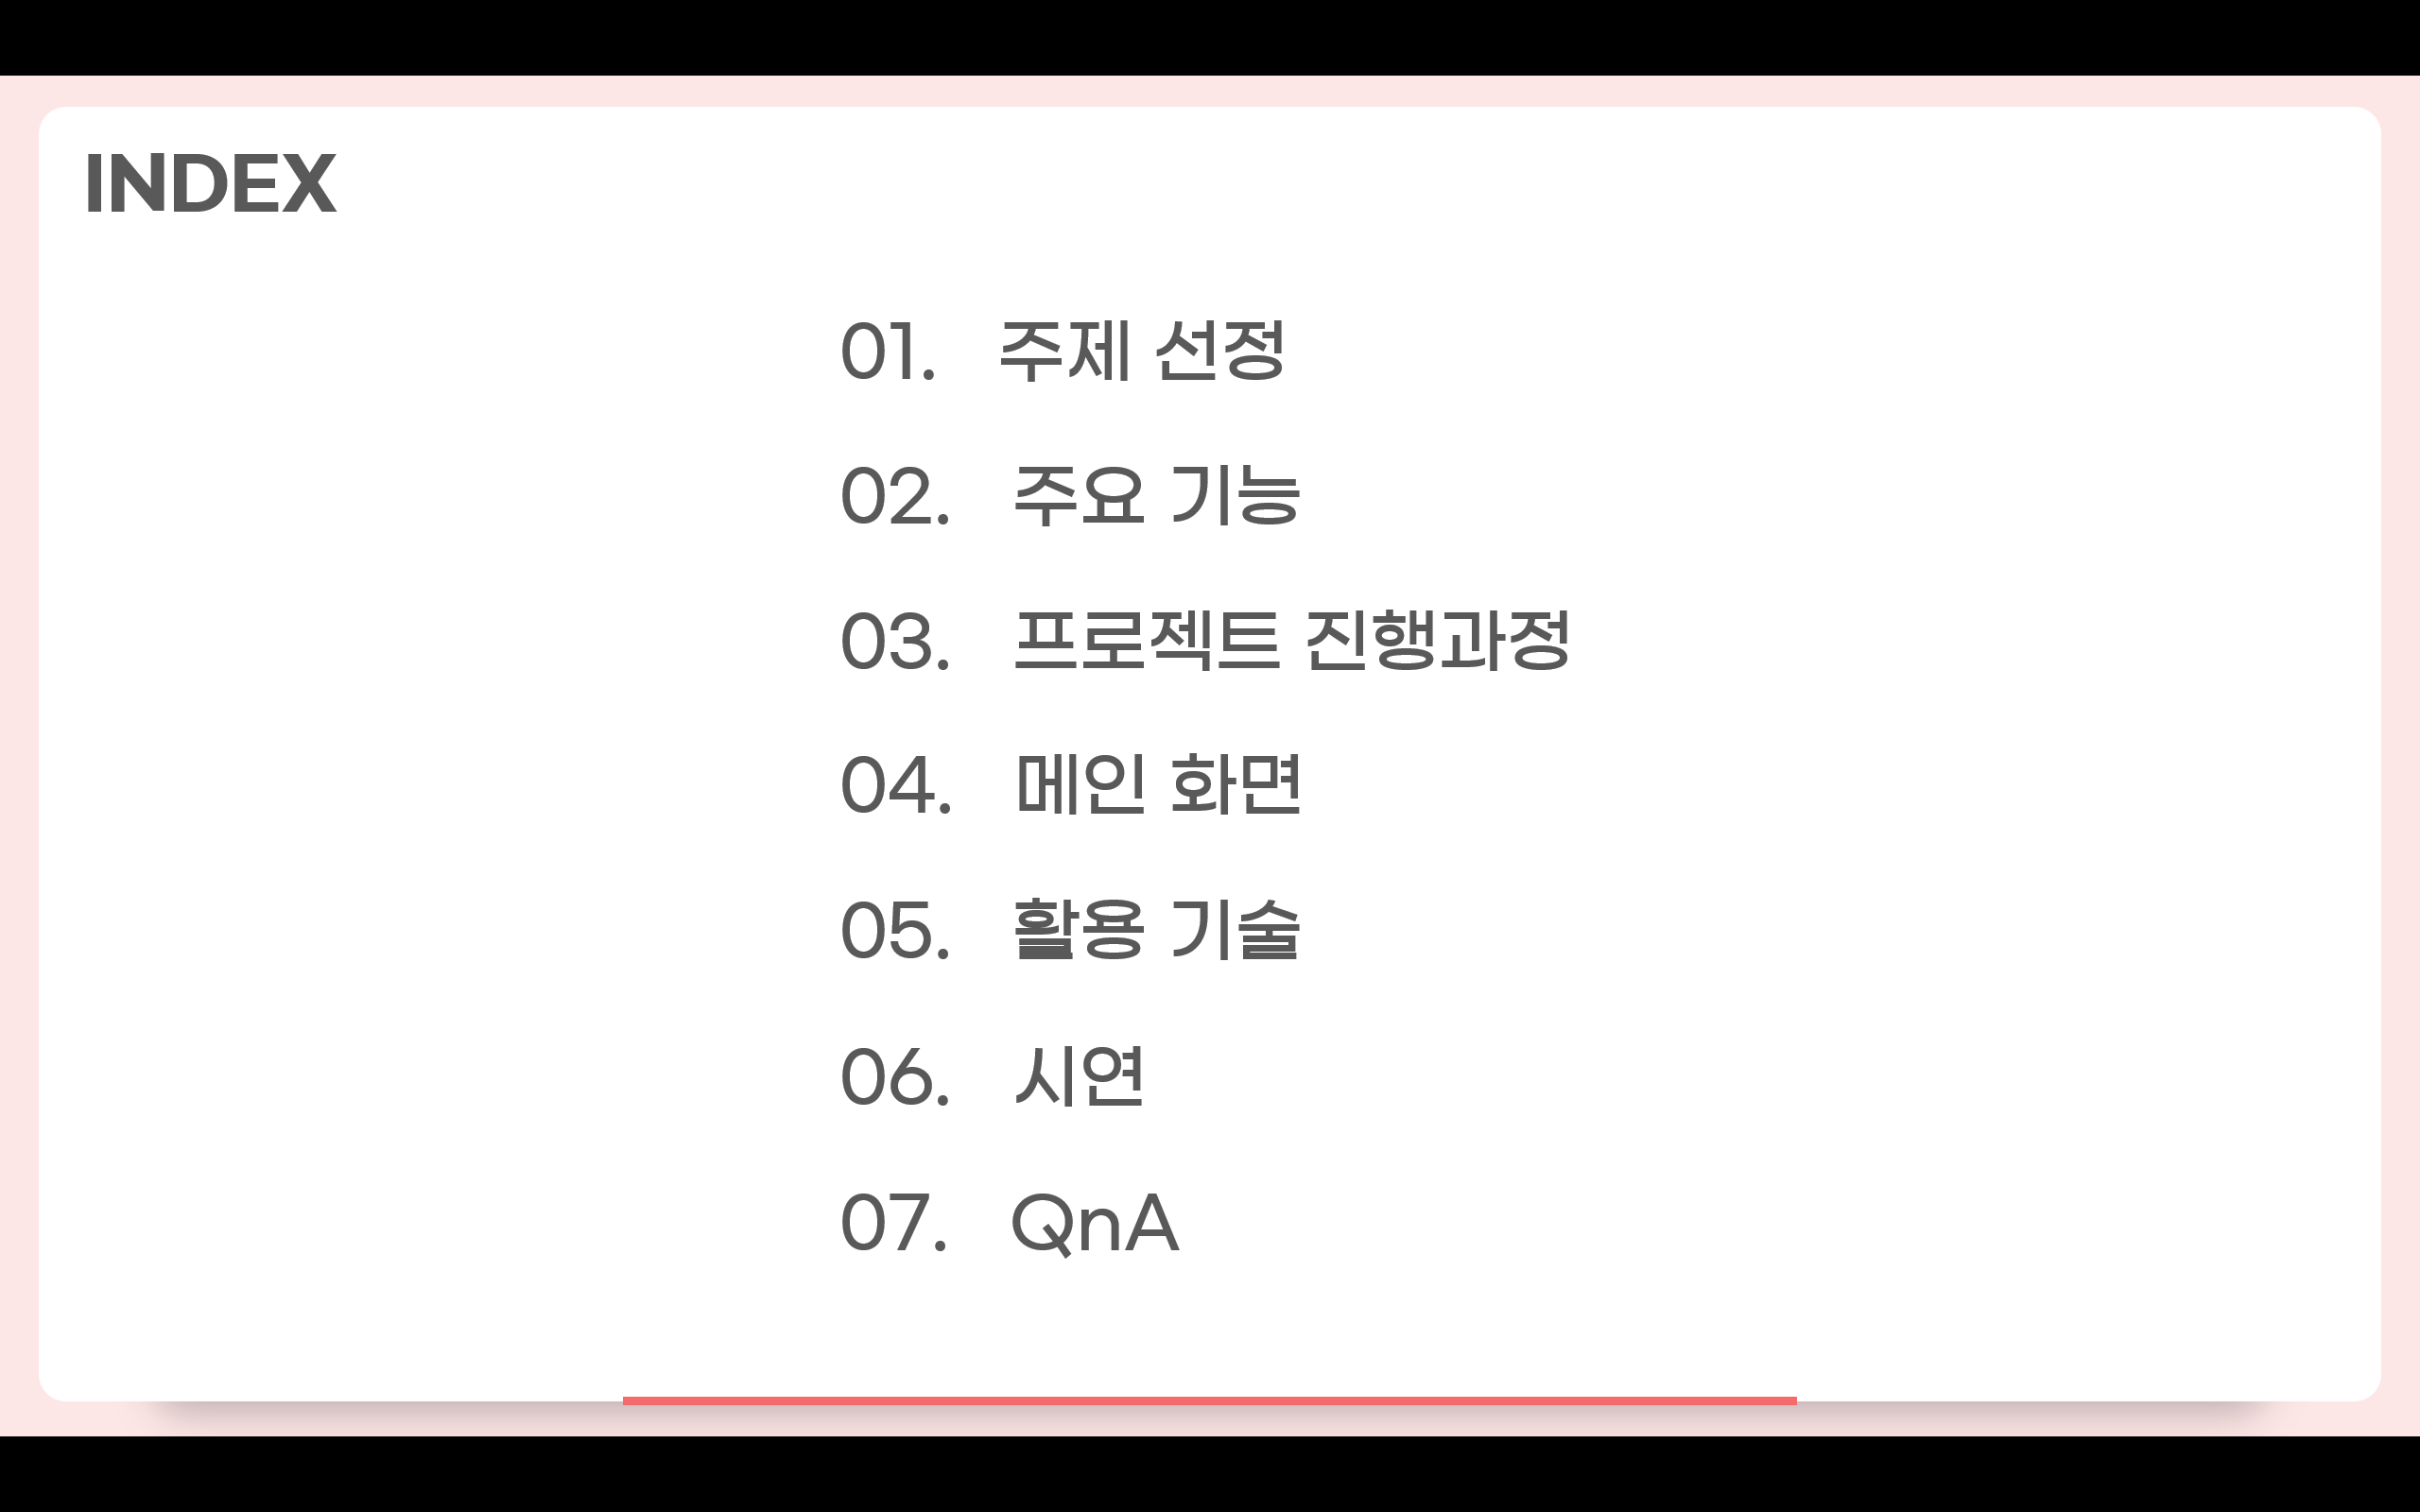 INDEX
01. 주제 선정
02. 주요 기능
03. 프로젝트 진행과정
04. 메인 화면
05. 활용 기술
06. 시연
07. QnA